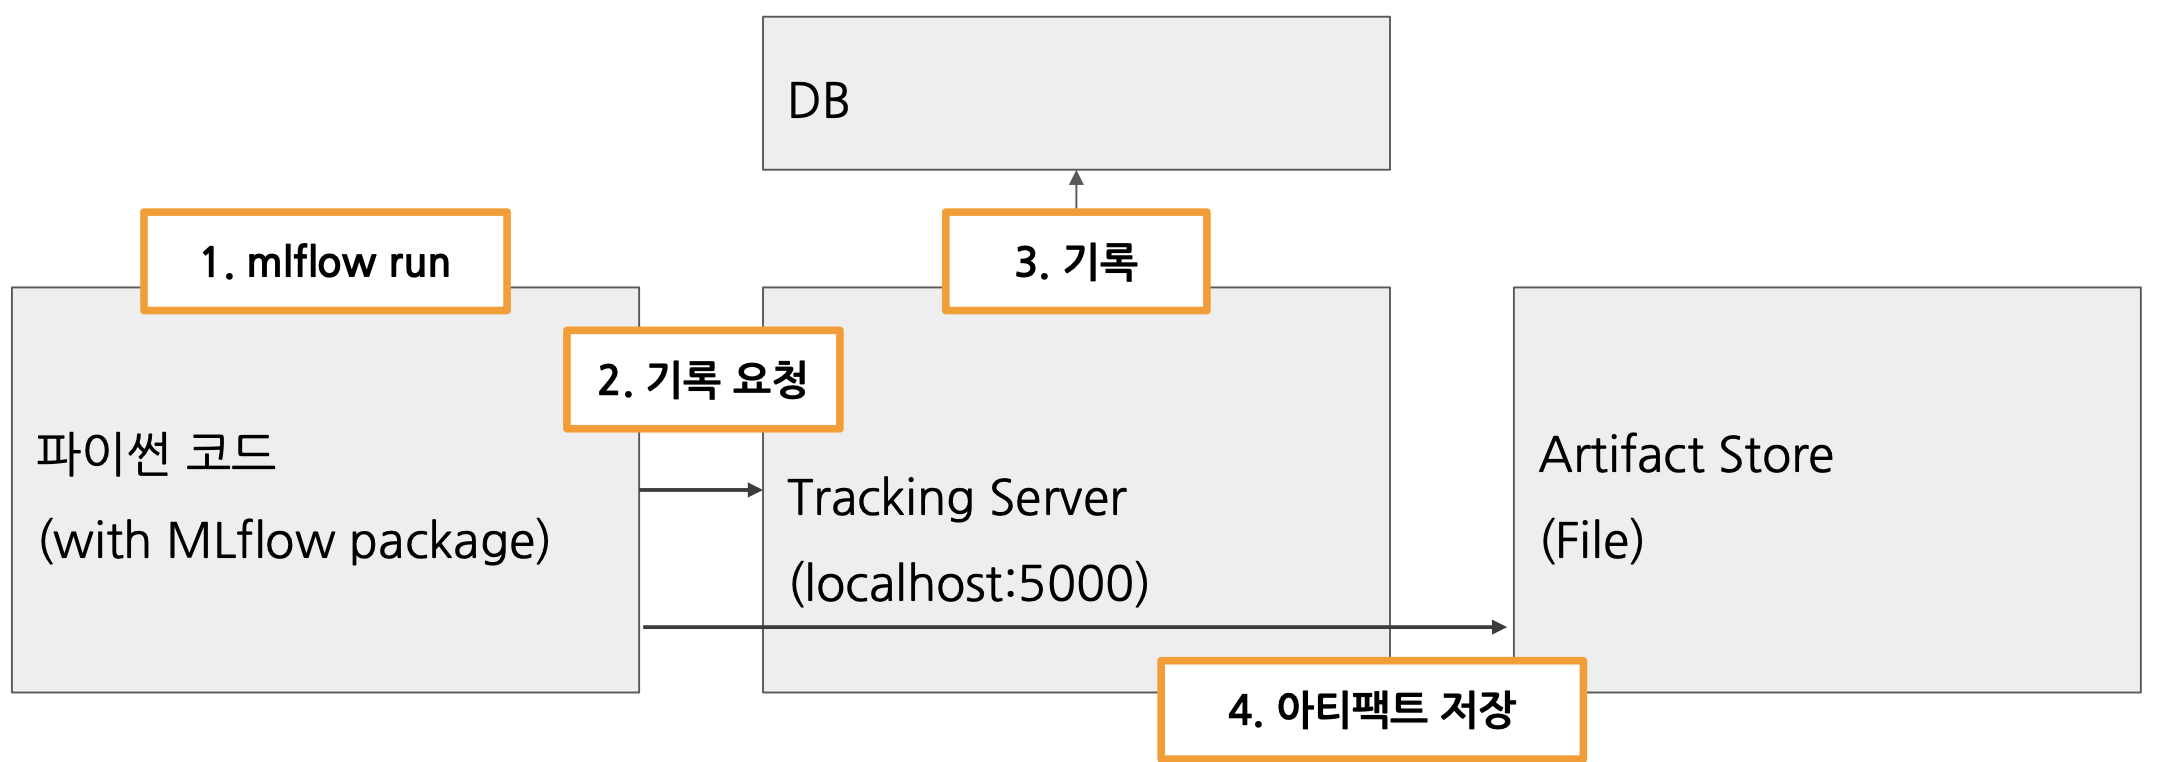 DB
1. mlflow run
3. 기록
2. 기록 요청
파이썬 코드
(with MLflow package)
Tracking Server
(localhost:5000)
Artifact Store
(File)
4. 아티팩트 저장